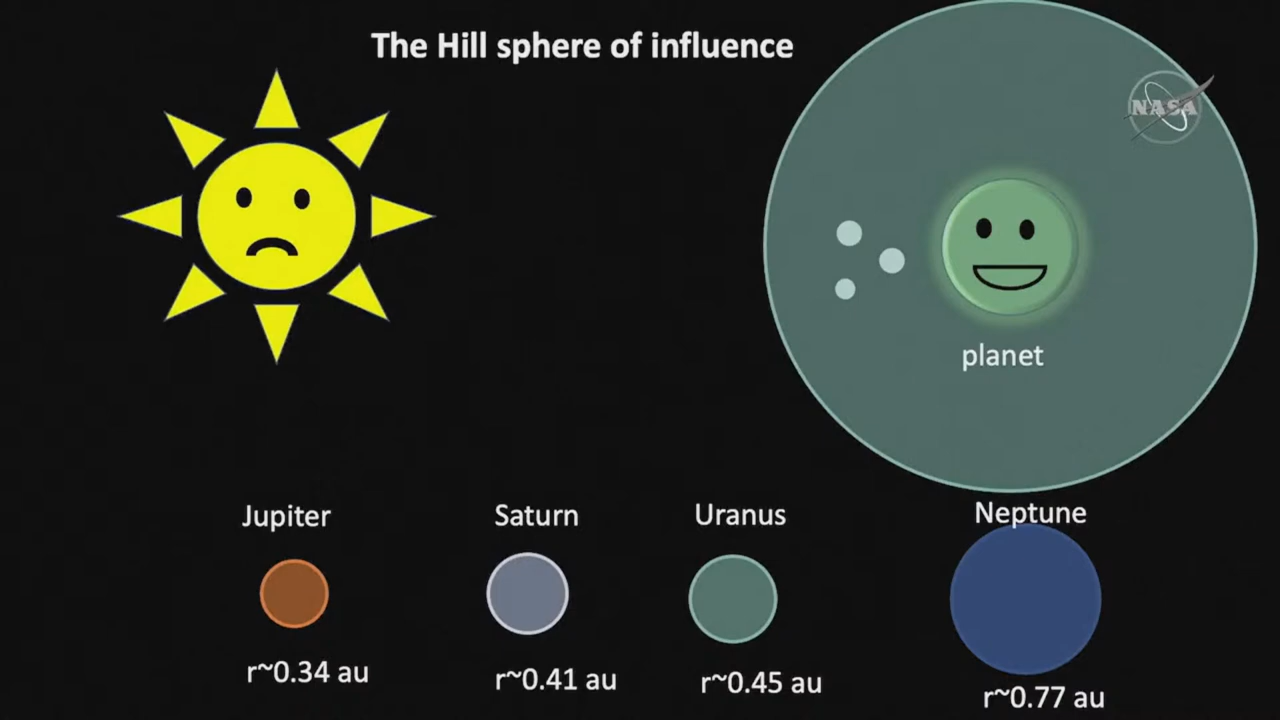 The Hill sphere of influence
NASA
planet
Jupiter
Saturn
Uranus
Neptune
r~0.34 au
r~0.41 au
r~0.45 au
r~0.77 au